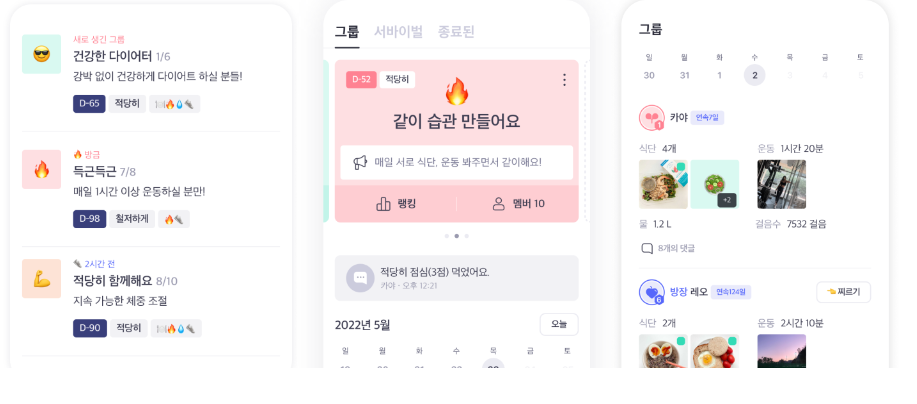 새로 생긴 그룹
😎
건강한 다이어터 1/6
강박 없이 건강하게 다이어트 하실 분들!
D-65 적당히 🍽️🔥💧👟
🔥 방금
🔥
득근득근 7/8
매일 1시간 이상 운동하실 분만!
D-98 철저하게 🔥👟
2시간 전
💪
적당히 함께해요 8/10
지속 가능한 체중 조절
D-90 적당히 🍽️🔥💧👟
그룹 서바이벌 종료된
D-52 적당히
🔥
같이 습관 만들어요
매일 서로 식단, 운동 봐주면서 같이해요!
랭킹 멤버 10
적당히 점심(3점) 먹었어요.
가야 · 오후 12:21
2022년 5월 오늘
일 월 화 수 목 금 토
그룹
일 월 화 수 목 금 토
30 31 1 2 3 4 5
1 카야 연속7일
식단 4개 운동 1시간 20분
+2
물 1.2 L 걸음수 7532 걸음
8개의 댓글
6 방장 레오 연속124일 👈찌르기
식단 2개 운동 2시간 10분